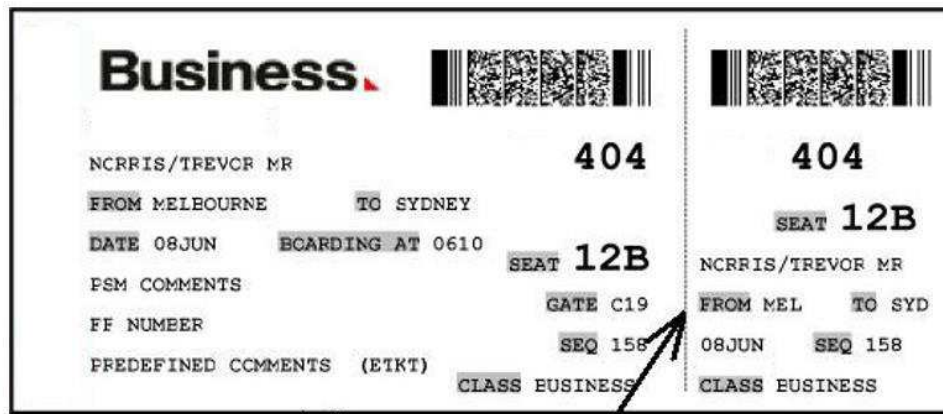 Business
404
NORRIS/TREVOR MR
FROM MELBOURNE TO SYDNEY
DATE 08JUN BOARDING AT 0610
SEAT 12B
PSM COMMENTS
GATE C19
FF NUMBER
SEQ 158
PREDEFINED COMMENTS (ETKT)
CLASS BUSINESS
404
SEAT 12B
NORRIS/TREVOR MR
FROM MEL TO SYD
08JUN SEQ 158
CLASS BUSINESS